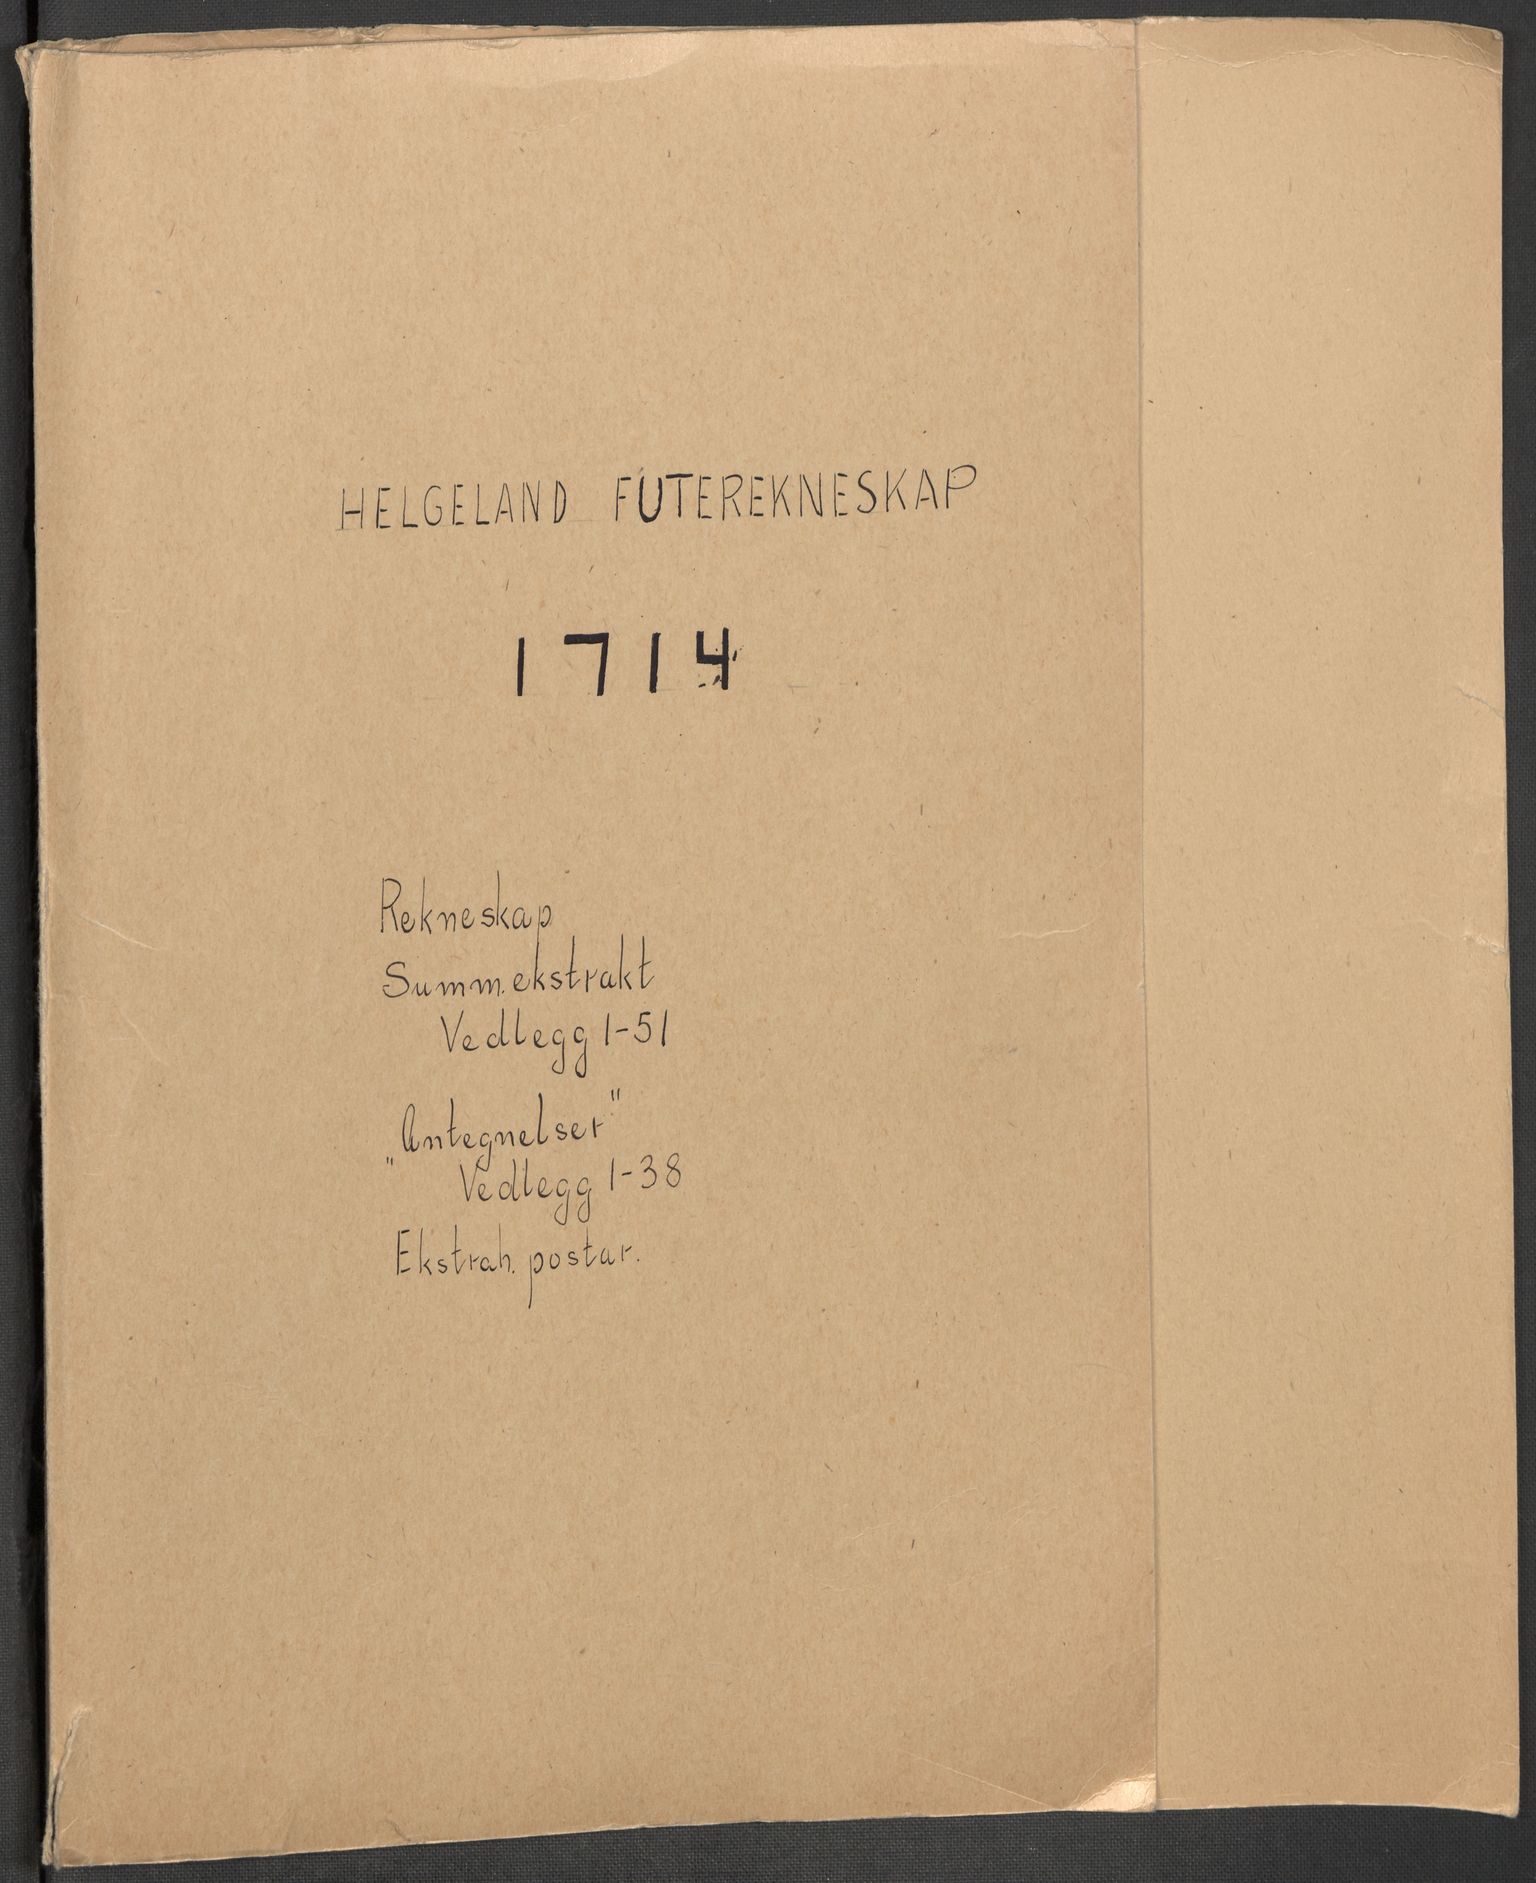 HELGELAND FUTEREKNESKAP
1714
Rekneskap
Summ.ekstrakt
Vedlegg 1-51
„Antegnelser"
Vedlegg 1-38
Ekstrah. postar.